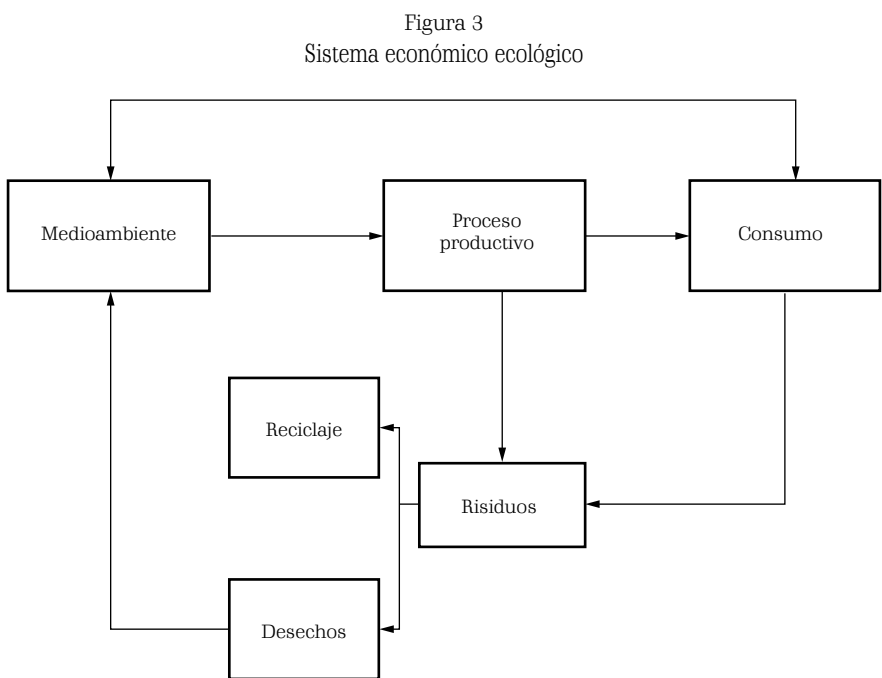 Figura 3
Sistema económico ecológico
Medioambiente
Proceso
productivo
Consumo
Reciclaje
Risiduos
Desechos